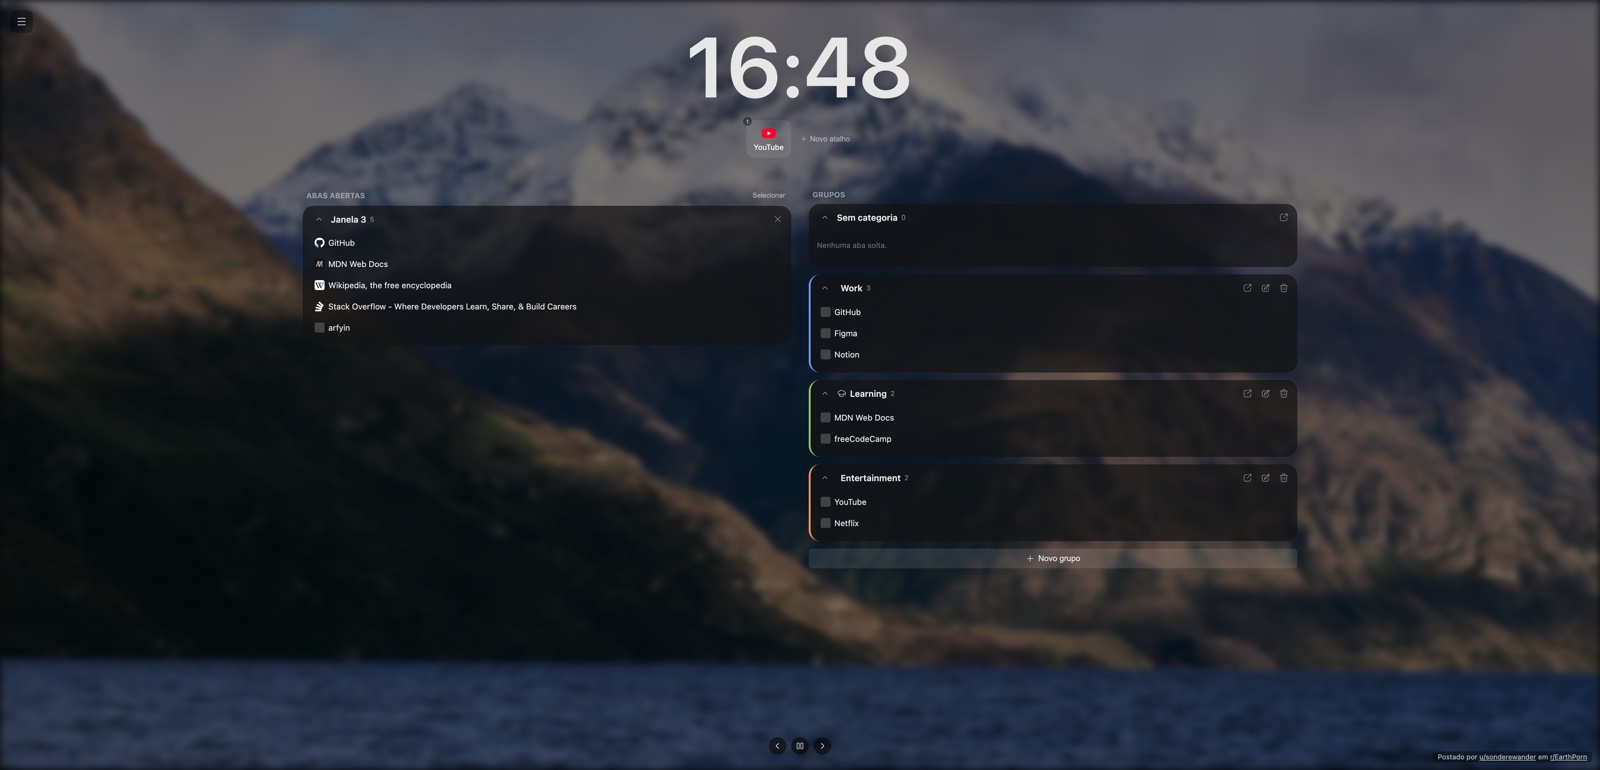 16:48
1
YouTube
+ Novo atalho
ABAS ABERTAS
Selecionar
Janela 3 5
GitHub
MDN Web Docs
Wikipedia, the free encyclopedia
Stack Overflow - Where Developers Learn, Share, & Build Careers
arfyin
GRUPOS
Sem categoria 0
Nenhuma aba solta.
Work 3
GitHub
Figma
Notion
Learning 2
MDN Web Docs
freeCodeCamp
Entertainment 2
YouTube
Netflix
+ Novo grupo
Postado por u/sonderewander em r/EarthPorn